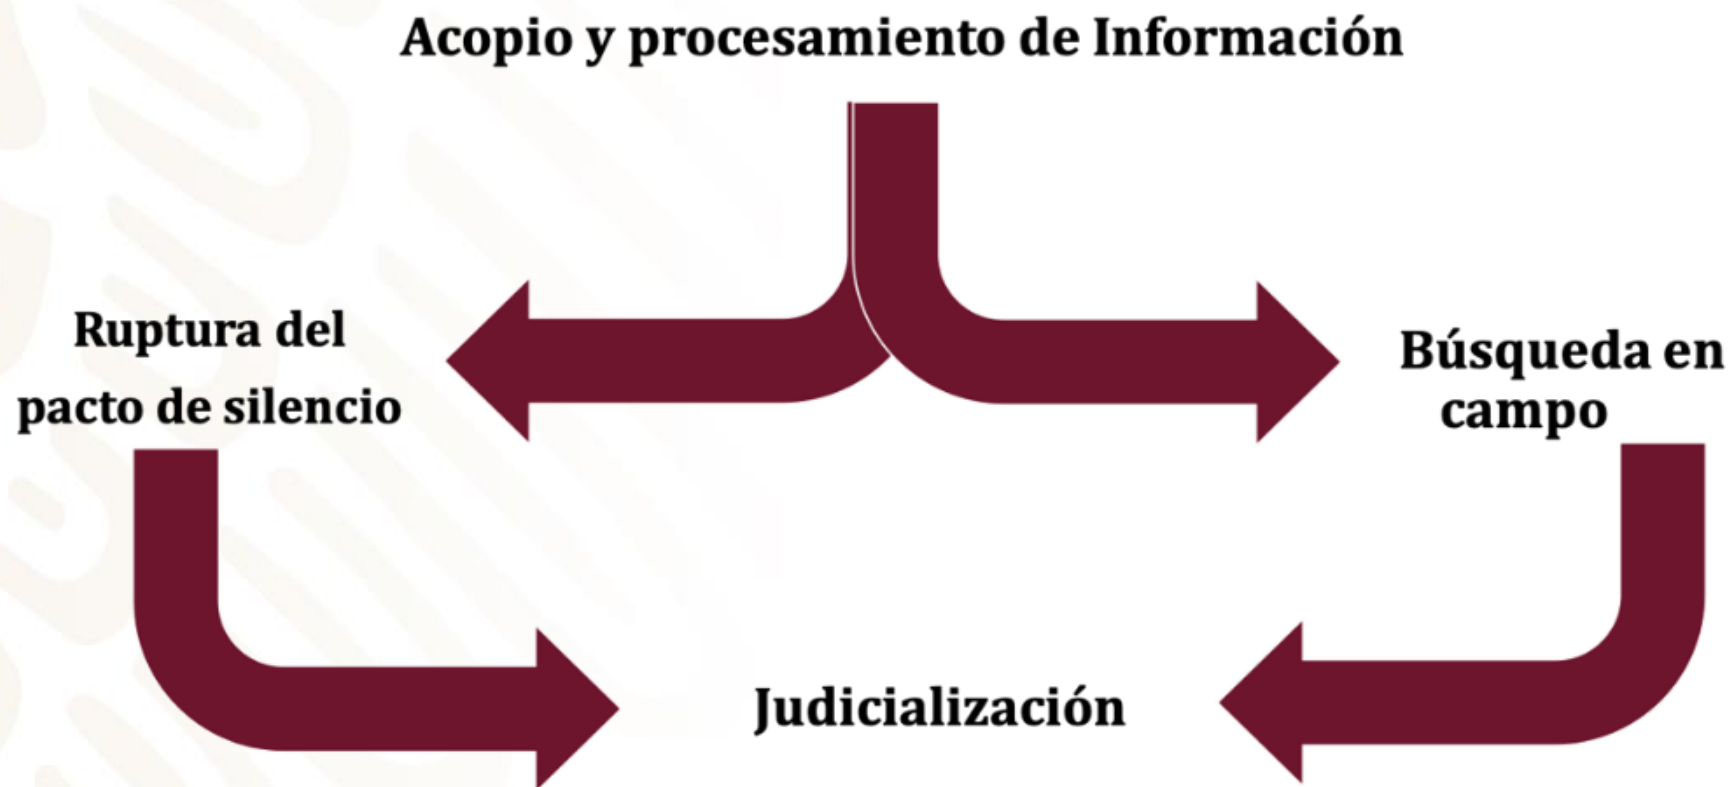 Acopio y procesamiento de Información
Ruptura del
pacto de silencio
Búsqueda en
campo
Judicialización